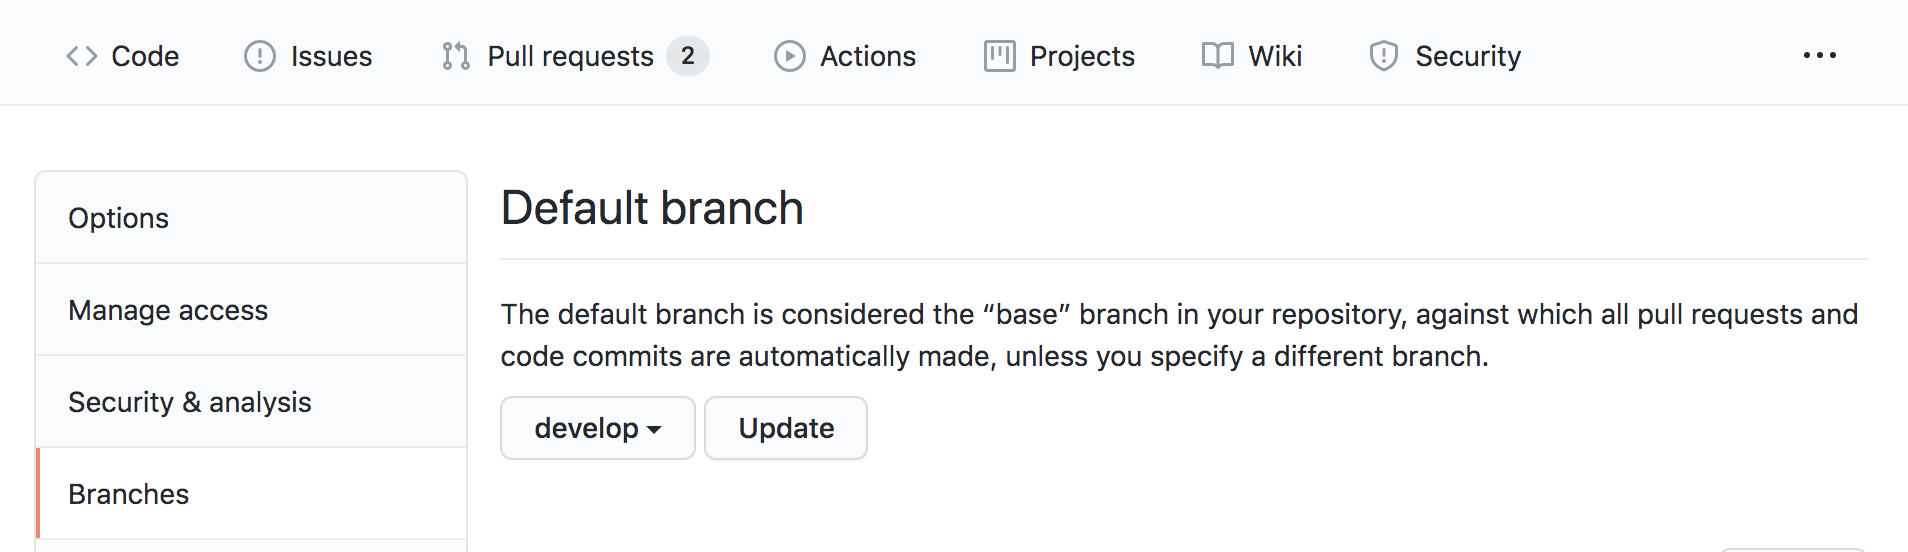 Code Issues Pull requests 2 Actions Projects Wiki Security
Options
Manage access
Security & analysis
Branches
Default branch
The default branch is considered the “base” branch in your repository, against which all pull requests and
code commits are automatically made, unless you specify a different branch.
develop Update